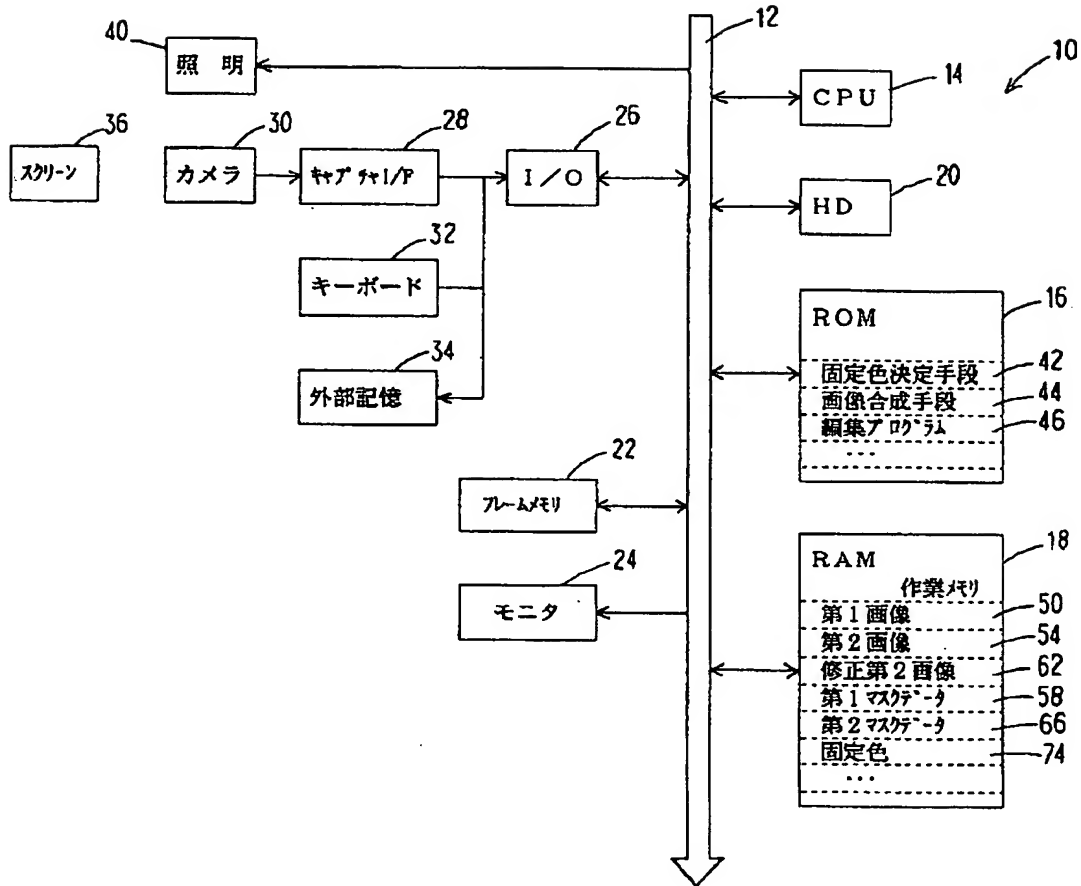 12
40
照 明
10
14
CPU
36
スクリーン
30
カメラ
28
キャプチャI/F
26
I/O
20
HD
32
キーボード
34
外部記憶
16
ROM
固定色決定手段
42
画像合成手段
44
編集プログラム
46
...
22
フレームメモリ
24
モニタ
18
RAM
作業メモリ
第1画像
50
第2画像
54
修正第2画像
62
第1マスクデータ
58
第2マスクデータ
66
固定色
74
...